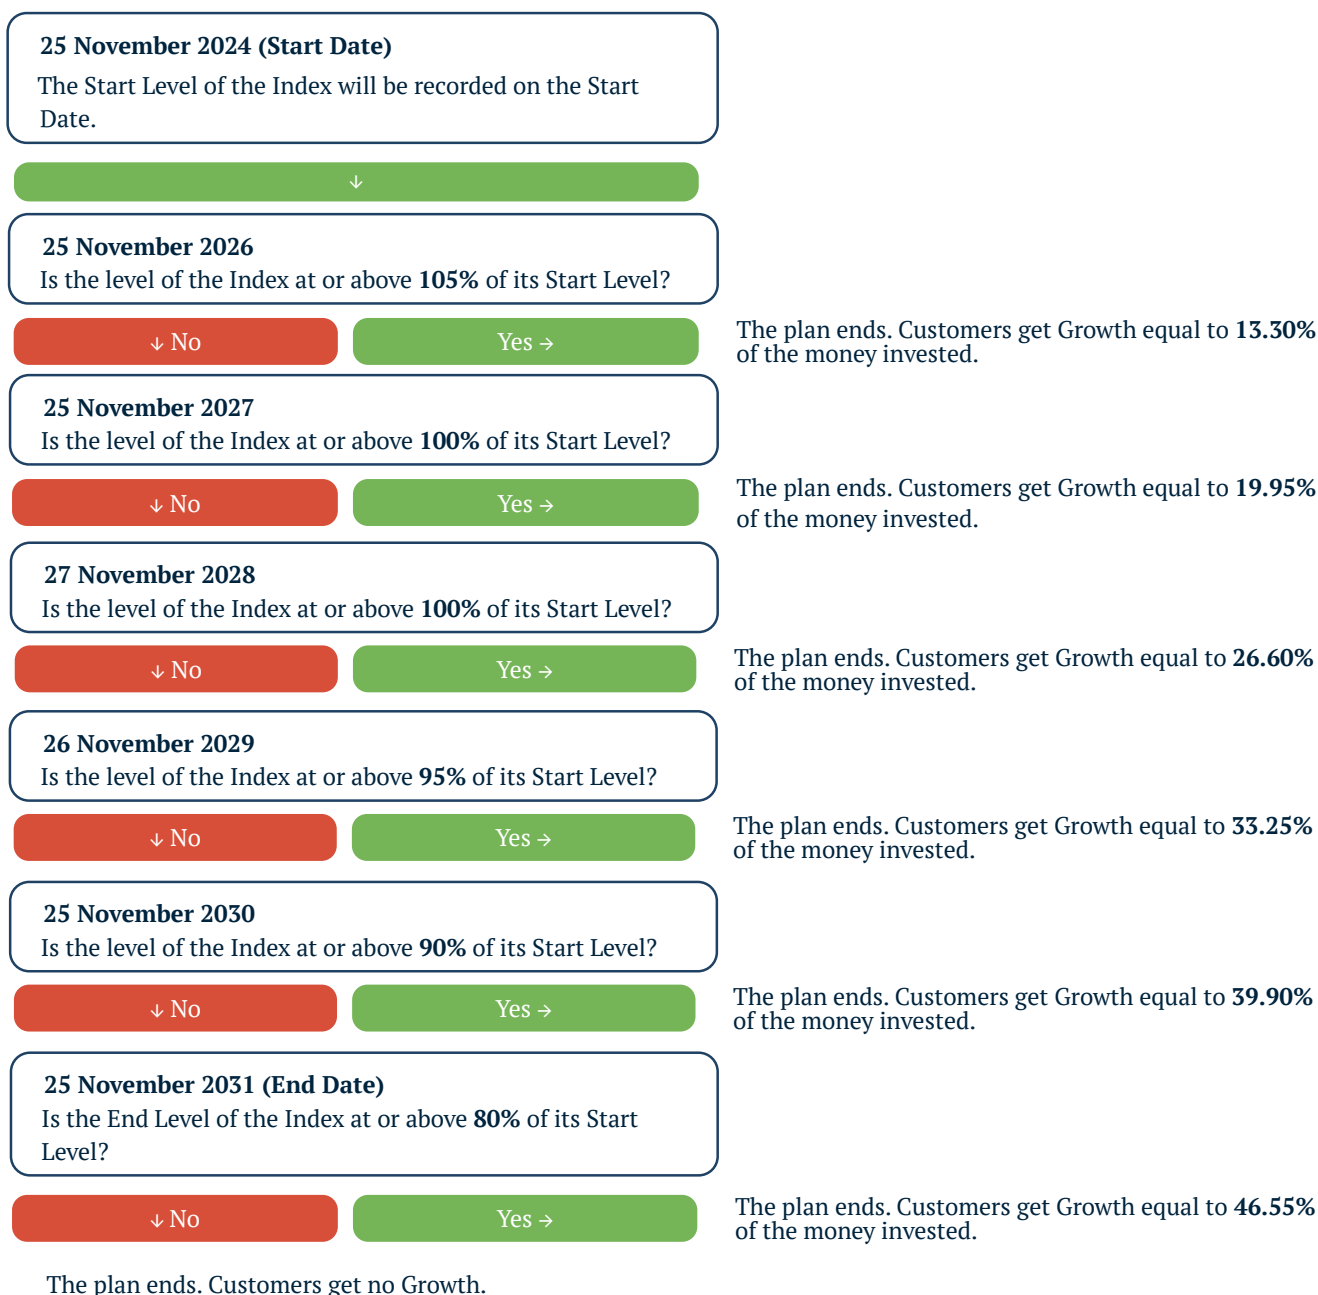 25 November 2024 (Start Date)
The Start Level of the Index will be recorded on the Start
Date.
↓
25 November 2026
Is the level of the Index at or above 105% of its Start Level?
↓ No
Yes →
The plan ends. Customers get Growth equal to 13.30%
of the money invested.
25 November 2027
Is the level of the Index at or above 100% of its Start Level?
↓ No
Yes →
The plan ends. Customers get Growth equal to 19.95%
of the money invested.
27 November 2028
Is the level of the Index at or above 100% of its Start Level?
↓ No
Yes →
The plan ends. Customers get Growth equal to 26.60%
of the money invested.
26 November 2029
Is the level of the Index at or above 95% of its Start Level?
↓ No
Yes →
The plan ends. Customers get Growth equal to 33.25%
of the money invested.
25 November 2030
Is the level of the Index at or above 90% of its Start Level?
↓ No
Yes →
The plan ends. Customers get Growth equal to 39.90%
of the money invested.
25 November 2031 (End Date)
Is the End Level of the Index at or above 80% of its Start
Level?
↓ No
Yes →
The plan ends. Customers get Growth equal to 46.55%
of the money invested.
The plan ends. Customers get no Growth.